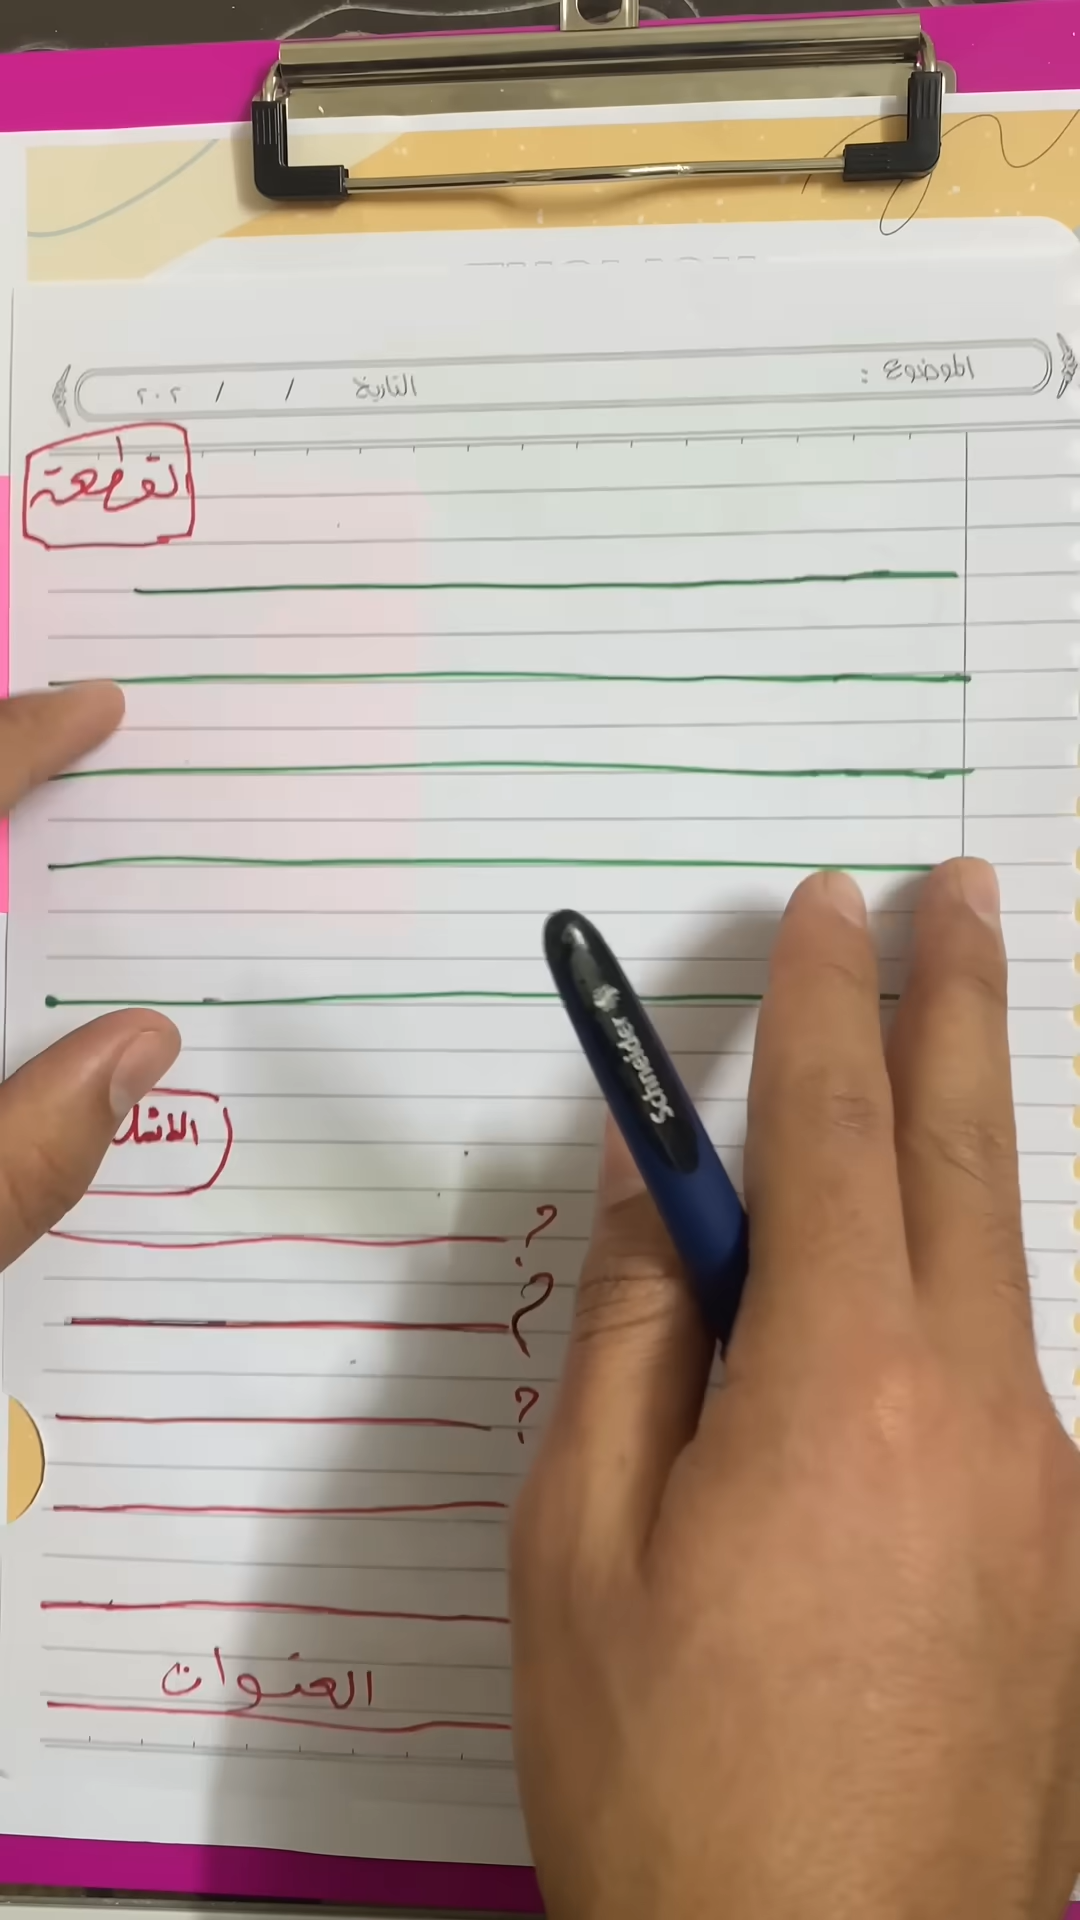 الموضوع :
التاريخ / / ٢٠٢
القطعة
Schneider
؟
؟
؟
العنوان